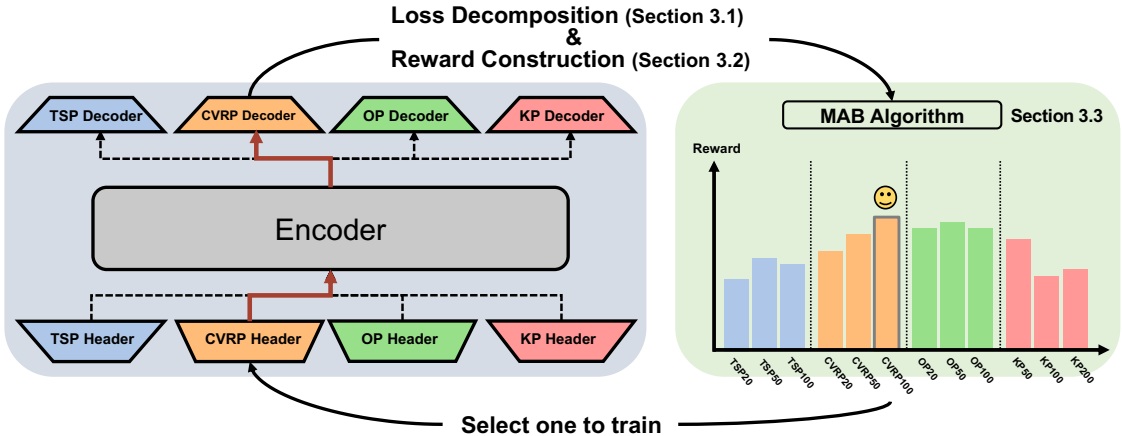 Loss Decomposition (Section 3.1)
&
Reward Construction (Section 3.2)
TSP Decoder
CVRP Decoder
OP Decoder
KP Decoder
Encoder
TSP Header
CVRP Header
OP Header
KP Header
MAB Algorithm
Section 3.3
Reward
TSP20
TSP50
TSP100
CVRP20
CVRP50
CVRP100
OP20
OP50
OP100
KP50
KP100
KP200
Select one to train